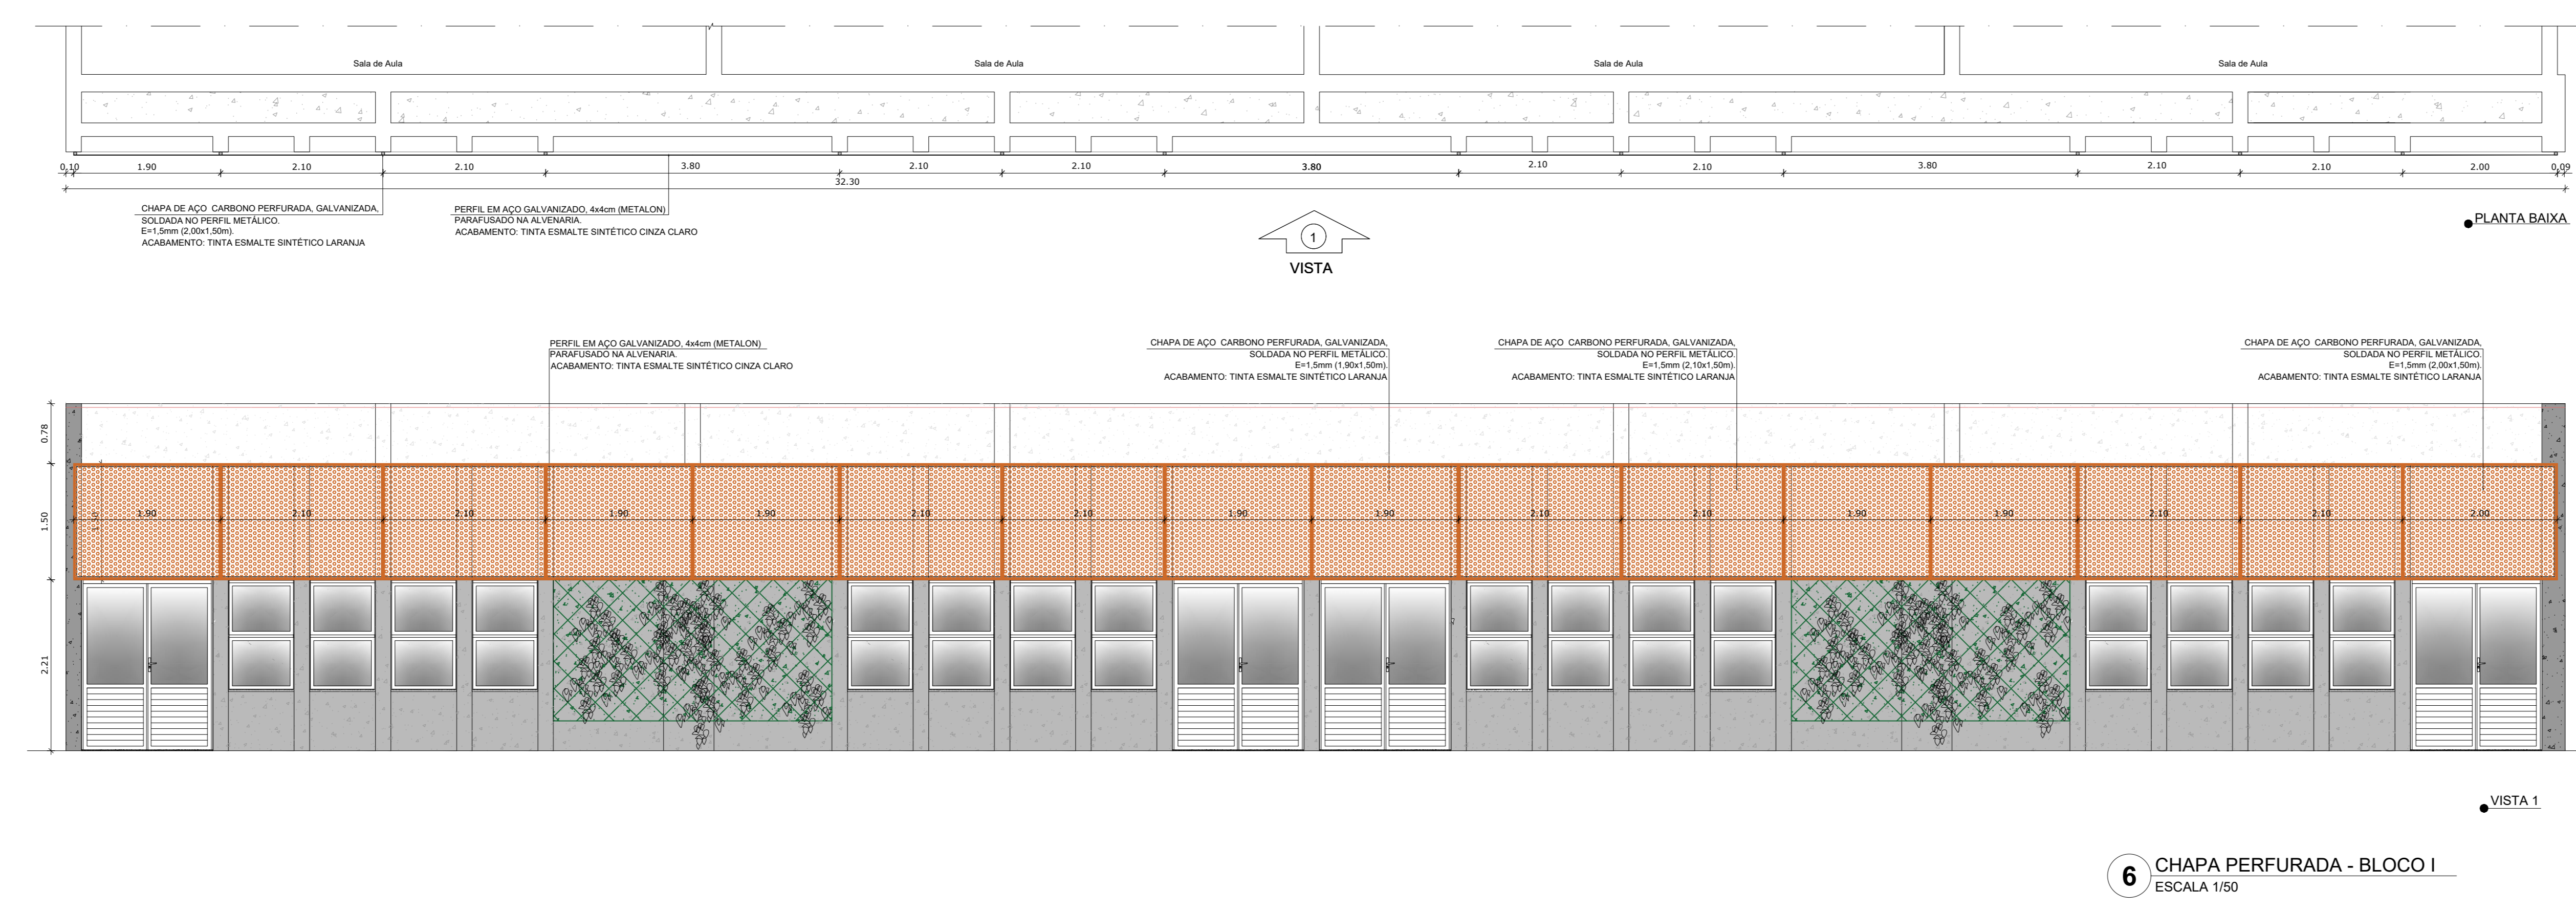 Sala de Aula
Sala de Aula
Sala de Aula
Sala de Aula
0.10 1.90 2.10 2.10 3.80 2.10 2.10 3.80 2.10 2.10 3.80 2.10 2.10 2.00 0.09
32.30
CHAPA DE AÇO CARBONO PERFURADA, GALVANIZADA,
SOLDADA NO PERFIL METÁLICO.
E=1,5mm (2,00x1,50m).
ACABAMENTO: TINTA ESMALTE SINTÉTICO LARANJA
PERFIL EM AÇO GALVANIZADO, 4x4cm (METALON)
PARAFUSADO NA ALVENARIA.
ACABAMENTO: TINTA ESMALTE SINTÉTICO CINZA CLARO
1
VISTA
PLANTA BAIXA
PERFIL EM AÇO GALVANIZADO, 4x4cm (METALON)
PARAFUSADO NA ALVENARIA.
ACABAMENTO: TINTA ESMALTE SINTÉTICO CINZA CLARO
CHAPA DE AÇO CARBONO PERFURADA, GALVANIZADA,
SOLDADA NO PERFIL METÁLICO.
E=1,5mm (1,90x1,50m).
ACABAMENTO: TINTA ESMALTE SINTÉTICO LARANJA
CHAPA DE AÇO CARBONO PERFURADA, GALVANIZADA,
SOLDADA NO PERFIL METÁLICO.
E=1,5mm (2,10x1,50m).
ACABAMENTO: TINTA ESMALTE SINTÉTICO LARANJA
CHAPA DE AÇO CARBONO PERFURADA, GALVANIZADA,
SOLDADA NO PERFIL METÁLICO.
E=1,5mm (2,00x1,50m).
ACABAMENTO: TINTA ESMALTE SINTÉTICO LARANJA
0.78
1.50
2.21
1.90 2.10 2.10 1.90 1.90 2.10 2.10 1.90 1.90 2.10 2.10 1.90 1.90 2.10 2.10 2.00
VISTA 1
6
CHAPA PERFURADA - BLOCO I
ESCALA 1/50